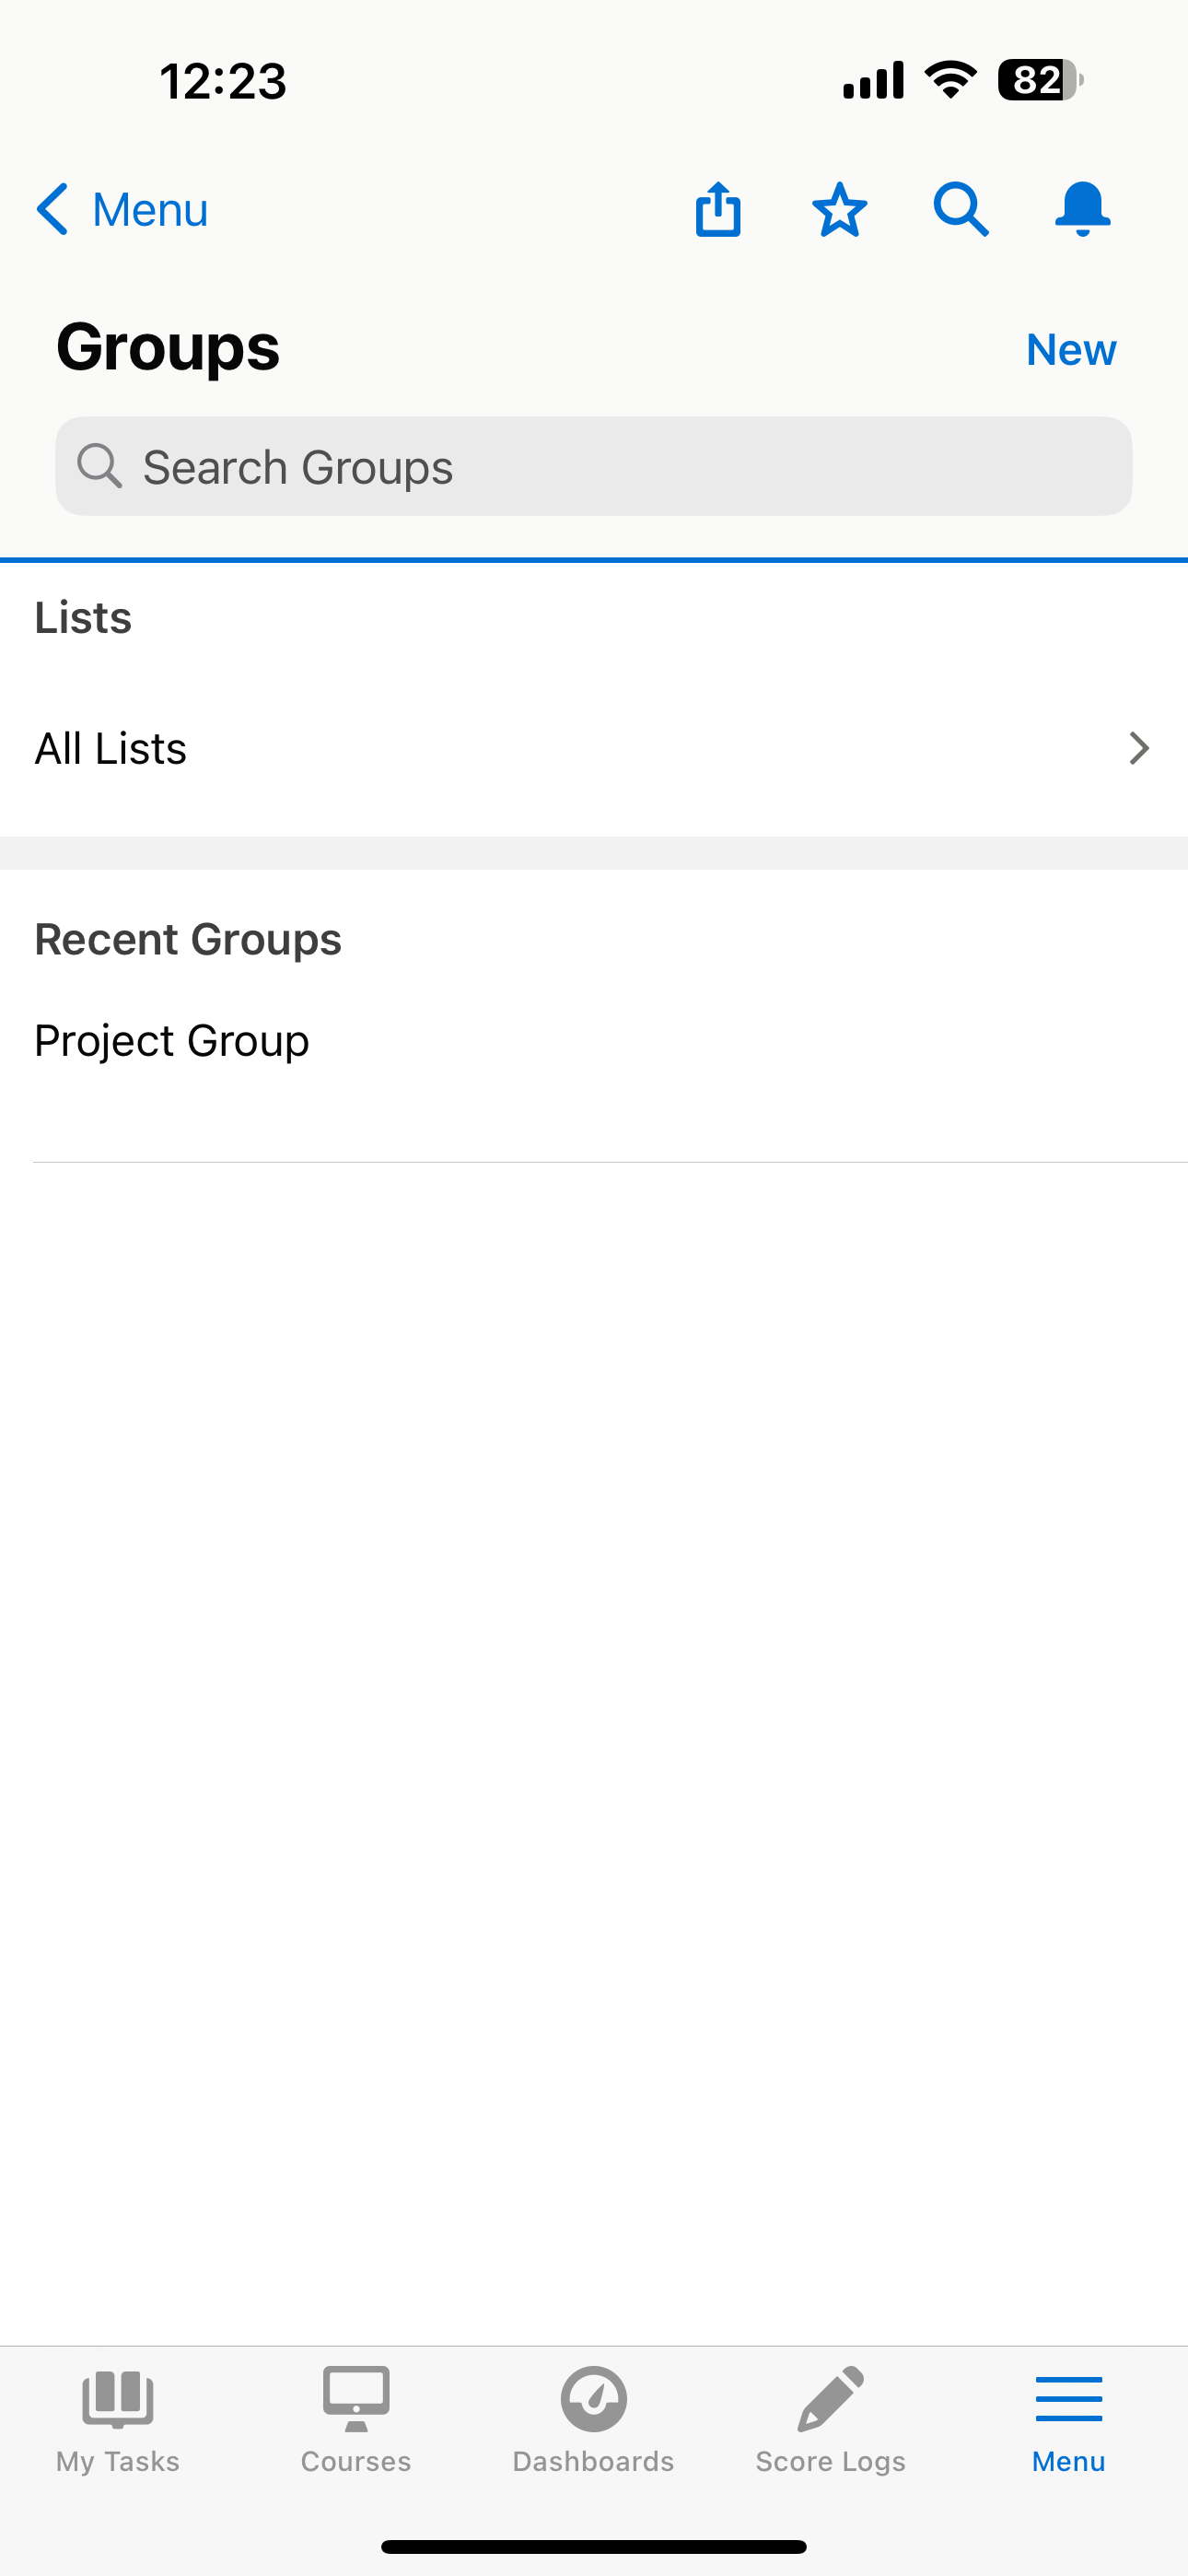 12:23
82
Menu
Groups
New
Search Groups
Lists
All Lists
Recent Groups
Project Group
My Tasks
Courses
Dashboards
Score Logs
Menu